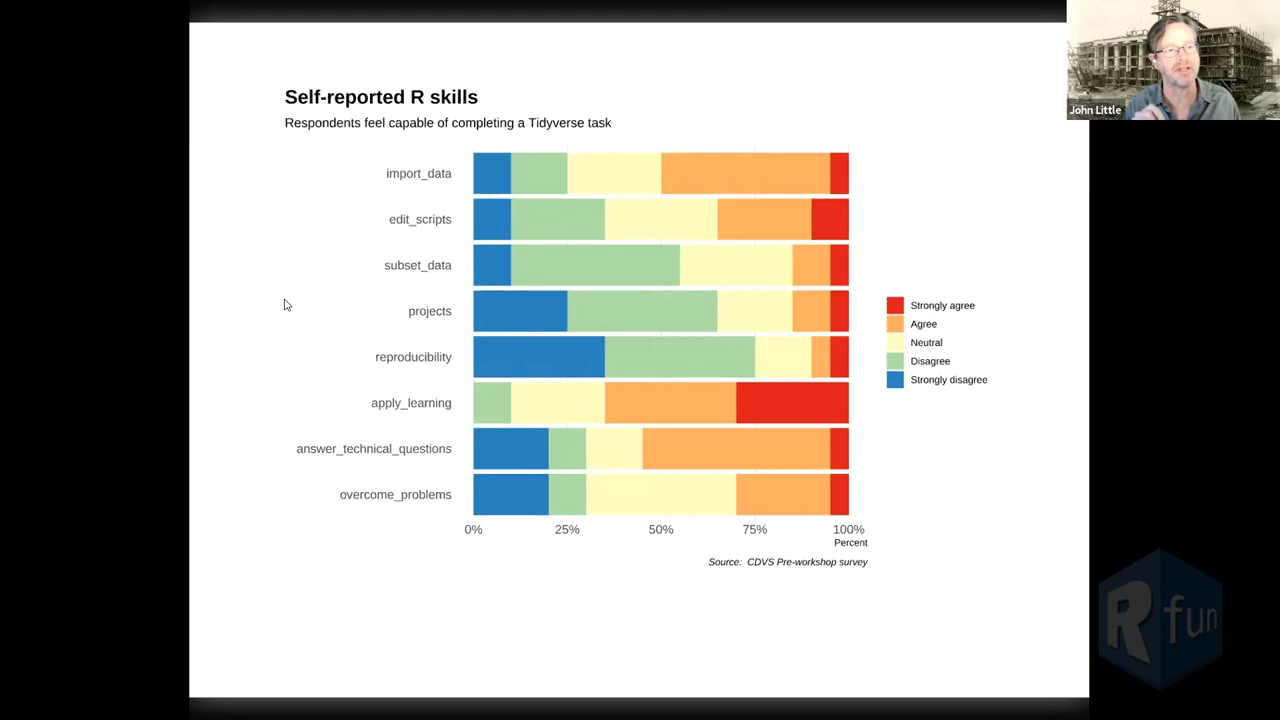 John Little
Self-reported R skills
Respondents feel capable of completing a Tidyverse task
import_data
edit_scripts
subset_data
projects
reproducibility
apply_learning
answer_technical_questions
overcome_problems
0% 25% 50% 75% 100%
Percent
Source: CDVS Pre-workshop survey
Strongly agree
Agree
Neutral
Disagree
Strongly disagree
R fun